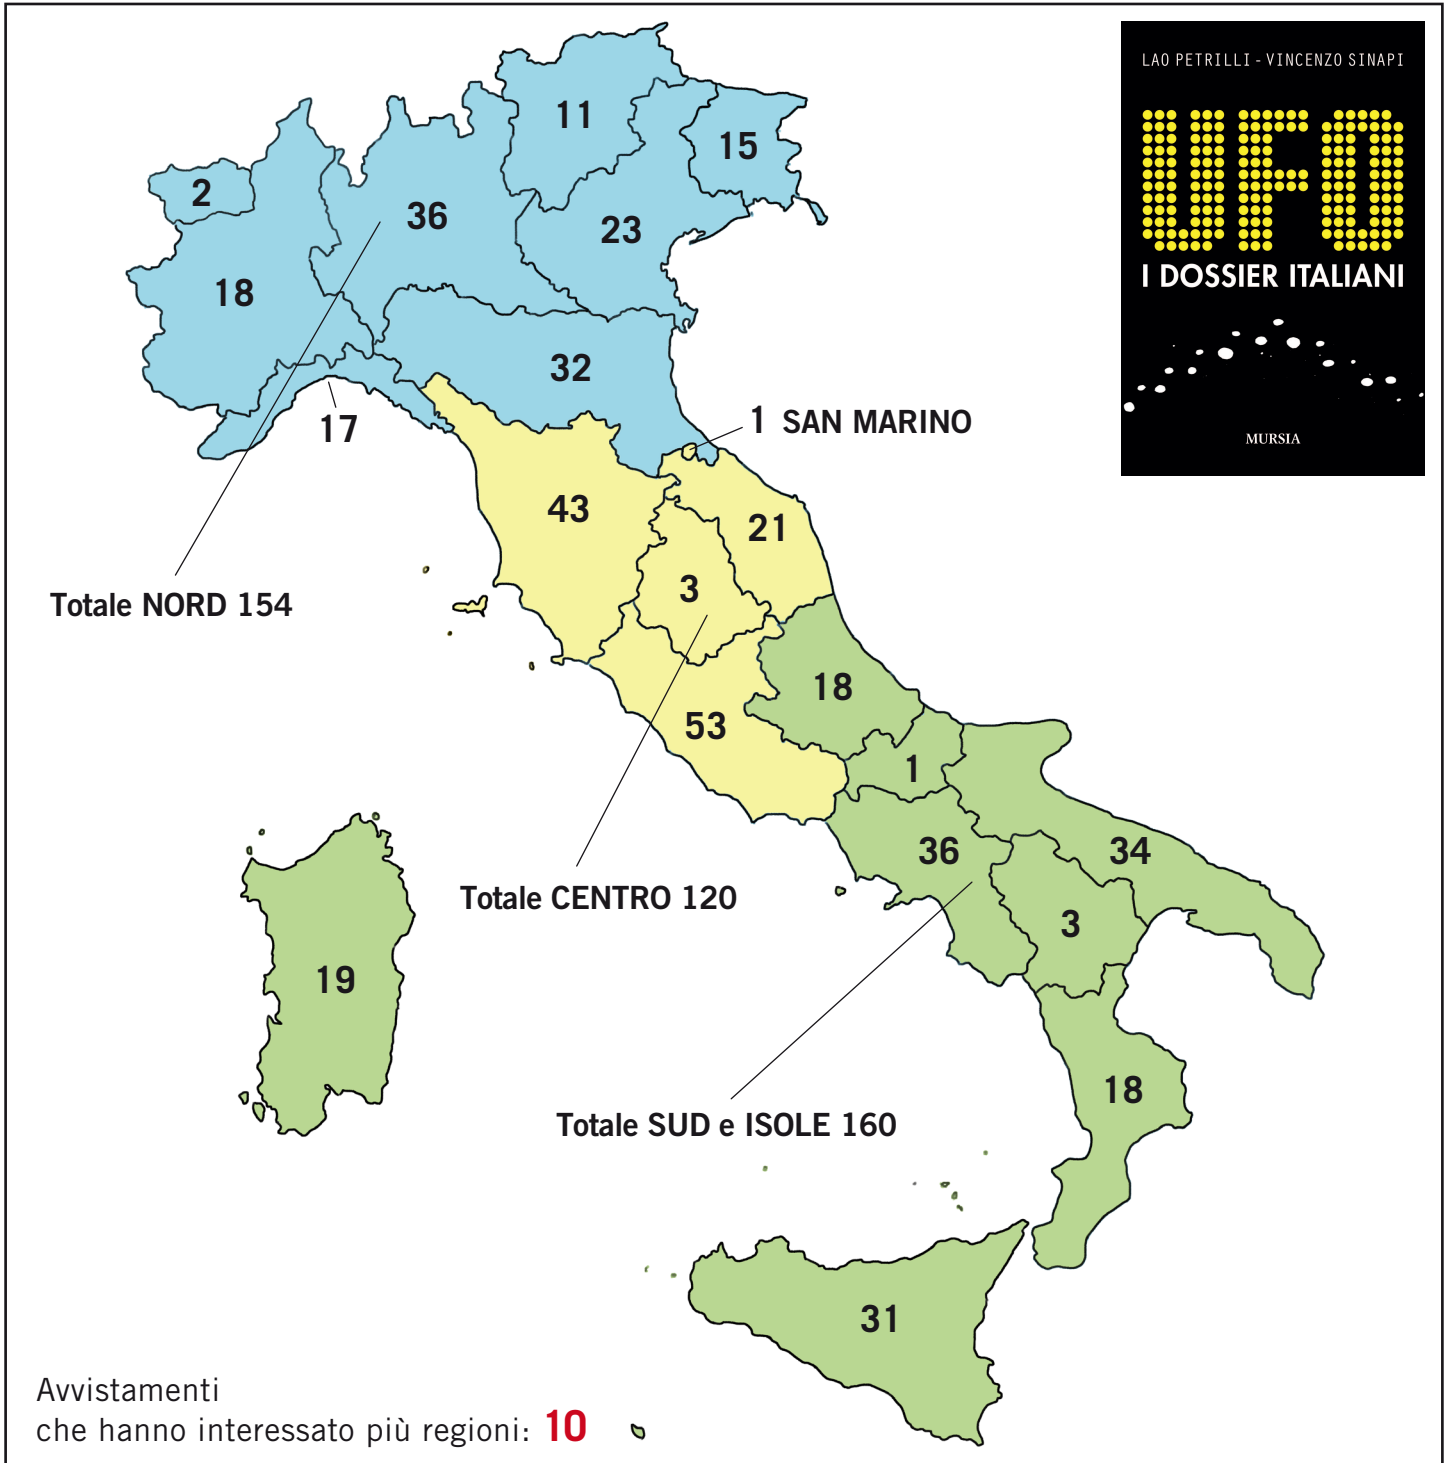 LAO PETRILLI - VINCENZO SINAPI
UFO
I DOSSIER ITALIANI
MURSIA
11
15
2
36
23
18
32
17
1 SAN MARINO
43
21
3
Totale NORD 154
18
53
1
36
34
Totale CENTRO 120
3
19
18
Totale SUD e ISOLE 160
31
Avvistamenti
che hanno interessato più regioni: 10